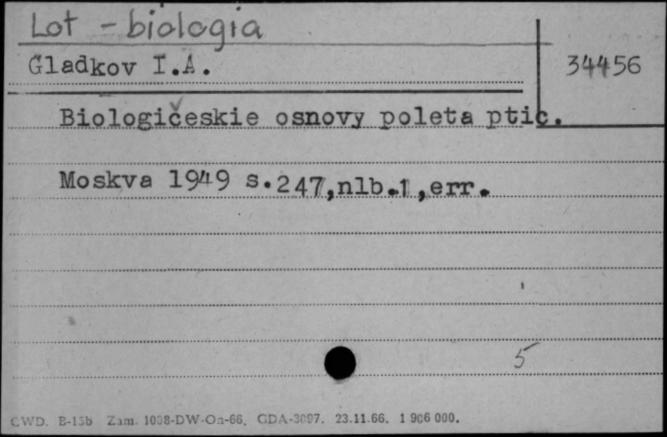 Lot - biologia
Gladkov I.A.
34456
Biologičeskie osnovy poleta ptic.
Moskva 1949 s.247,nlb.1,err.
5
CWD. B-15b Zam. 1038-DW-On-66. GDA-3097. 23.11.66. 1 906 000.